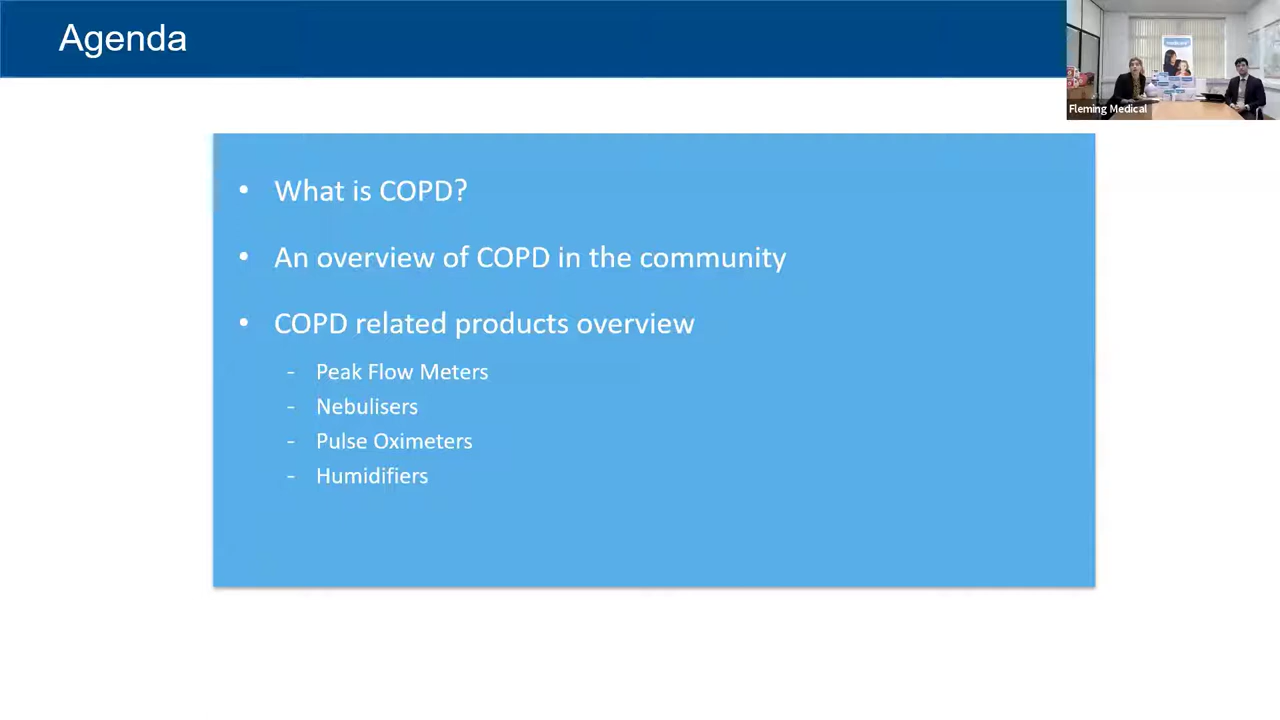 Agenda
Fleming Medical
• What is COPD?
• An overview of COPD in the community
• COPD related products overview
- Peak Flow Meters
- Nebulisers
- Pulse Oximeters
- Humidifiers